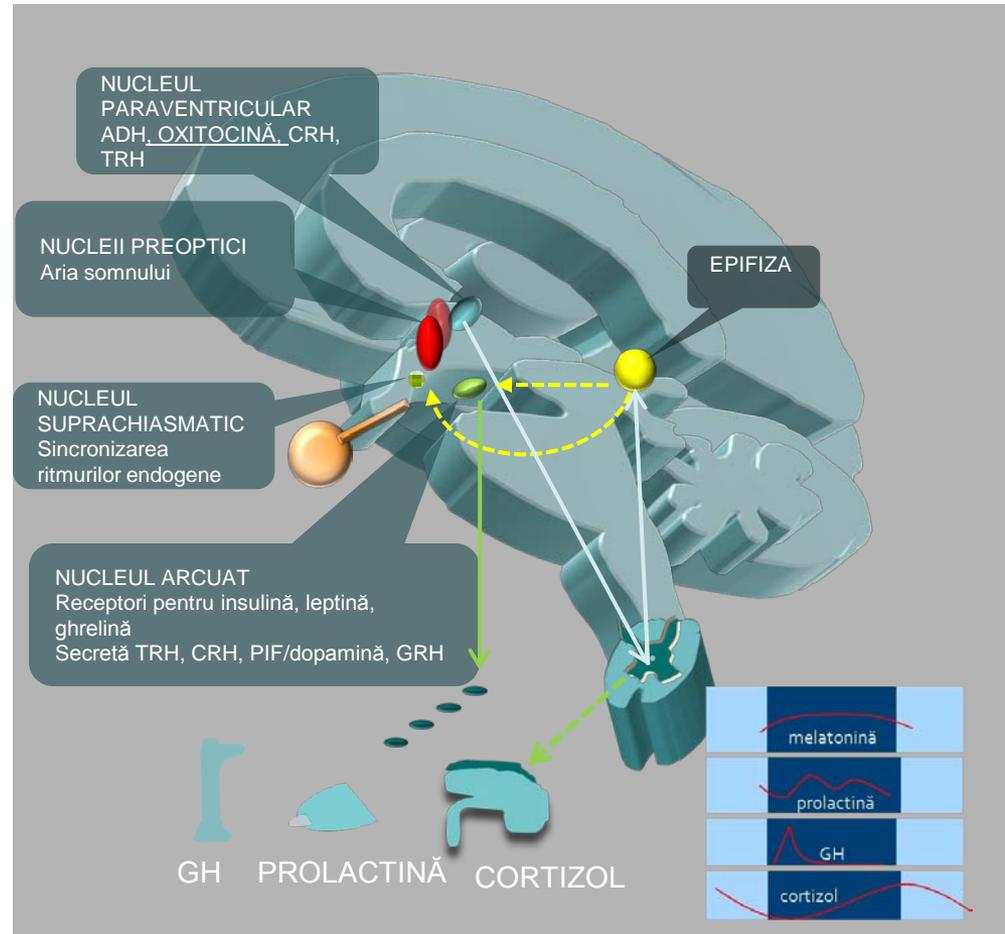 NUCLEUL
PARAVENTRICULAR
ADH, OXITOCINĂ, CRH,
TRH
NUCLEII PREOPTICI
Aria somnului
EPIFIZA
NUCLEUL
SUPRACHIASMATIC
Sincronizarea
ritmurilor endogene
NUCLEUL ARCUAT
Receptori pentru insulină, leptină,
ghrelină
Secretă TRH, CRH, PIF/dopamină, GRH
melatonină
prolactină
GH
cortizol
GH
PROLACTINĂ
CORTIZOL